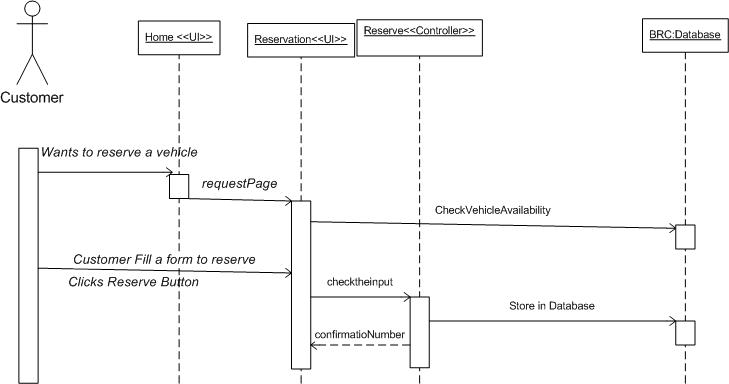 Home <<UI>>
Reservation<<UI>>
Reserve<<Controller>>
BRC:Database
Customer
Wants to reserve a vehicle
requestPage
CheckVehicleAvailability
Customer Fill a form to reserve
Clicks Reserve Button
checktheinput
Store in Database
confirmatioNumber